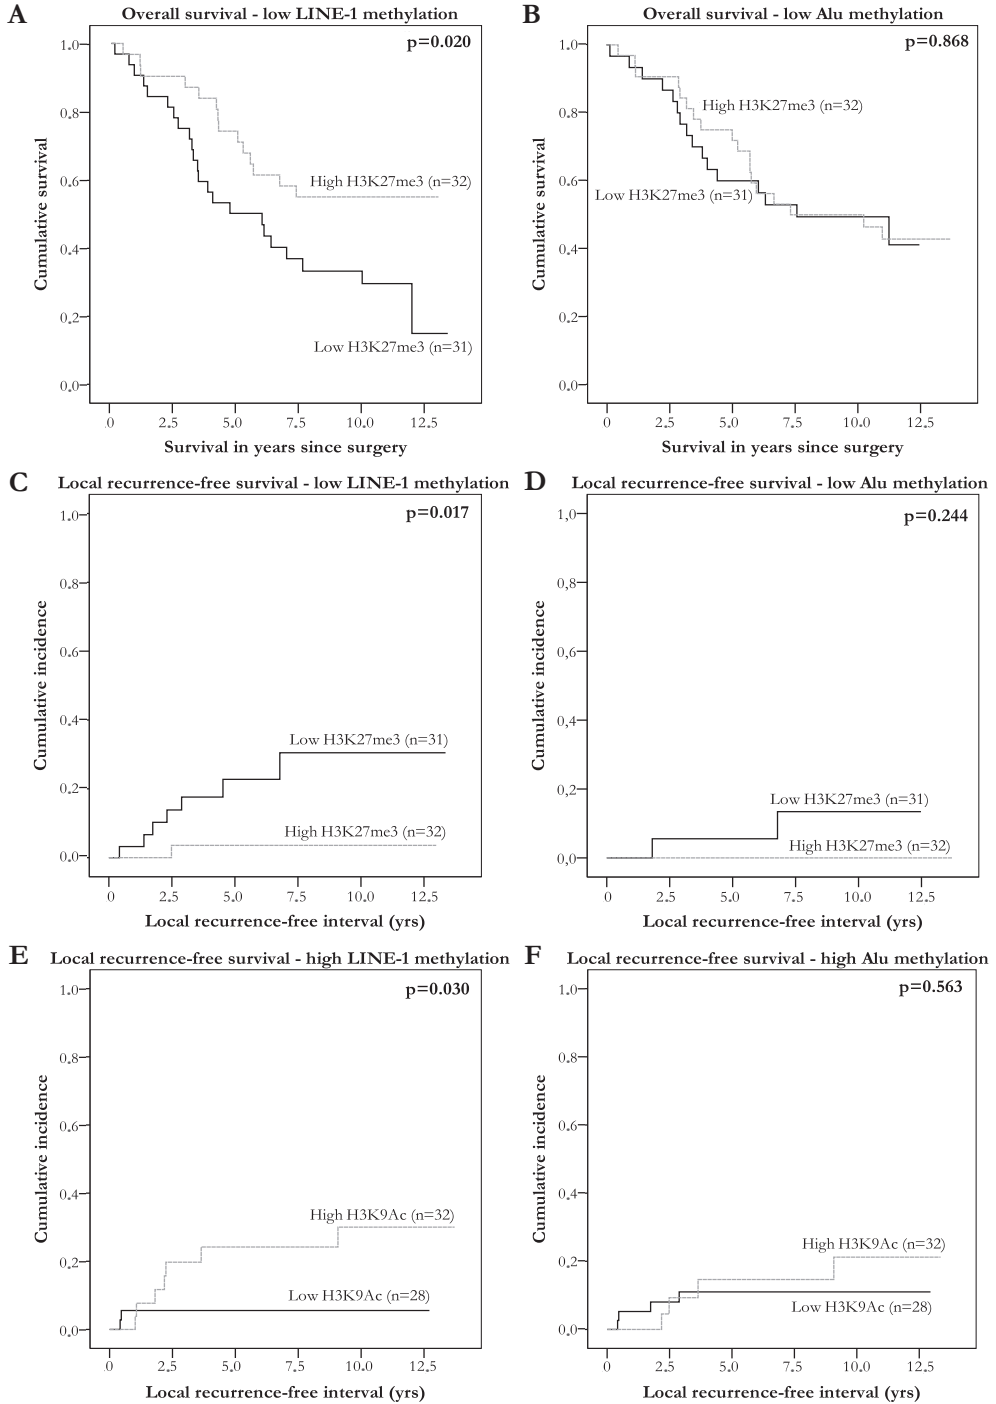 A
Overall survival - low LINE-1 methylation
p=0.020
1.0
0.8
0.6
0.4
0.2
0.0
Cumulative survival
High H3K27me3 (n=32)
Low H3K27me3 (n=31)
0 2.5 5.0 7.5 10.0 12.5
Survival in years since surgery
B
Overall survival - low Alu methylation
p=0.868
1.0
0.8
0.6
0.4
0.2
0.0
Cumulative survival
High H3K27me3 (n=32)
Low H3K27me3 (n=31)
0 2.5 5.0 7.5 10.0 12.5
Survival in years since surgery
C
Local recurrence-free survival - low LINE-1 methylation
p=0.017
1.0
0.8
0.6
0.4
0.2
0.0
Cumulative incidence
Low H3K27me3 (n=31)
High H3K27me3 (n=32)
0 2.5 5.0 7.5 10.0 12.5
Local recurrence-free interval (yrs)
D
Local recurrence-free survival - low Alu methylation
p=0.244
1,0
0,8
0,6
0,4
0,2
0,0
Cumulative incidence
Low H3K27me3 (n=31)
High H3K27me3 (n=32)
0 2.5 5.0 7.5 10.0 12.5
Local recurrence-free interval (yrs)
E
Local recurrence-free survival - high LINE-1 methylation
p=0.030
1.0
0.8
0.6
0.4
0.2
0.0
Cumulative incidence
High H3K9Ac (n=32)
Low H3K9Ac (n=28)
0 2.5 5.0 7.5 10.0 12.5
Local recurrence-free interval (yrs)
F
Local recurrence-free survival - high Alu methylation
p=0.563
1.0
0.8
0.6
0.4
0.2
0.0
Cumulative incidence
High H3K9Ac (n=32)
Low H3K9Ac (n=28)
0 2.5 5.0 7.5 10.0 12.5
Local recurrence-free interval (yrs)